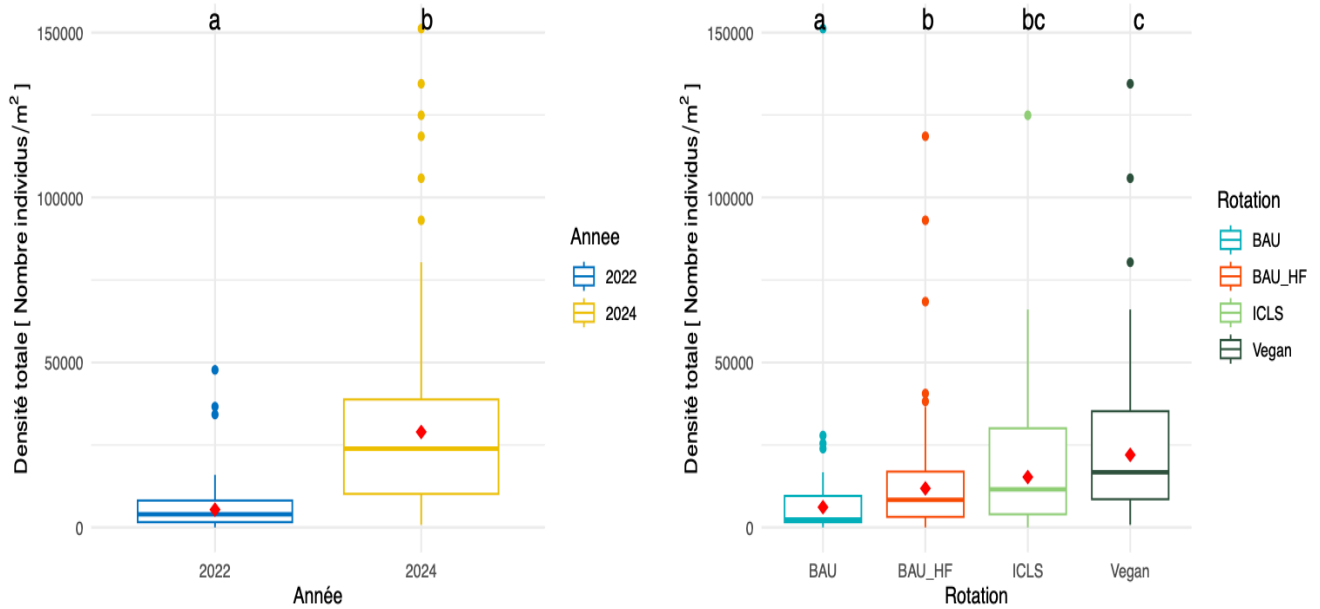 a b
150000
100000
50000
0
Densité totale [ Nombre individus/m² ]
2022 2024
Année
Annee
2022
2024
a b bc c
150000
100000
50000
0
Densité totale [ Nombre individus/m² ]
BAU BAU_HF ICLS Vegan
Rotation
Rotation
BAU
BAU_HF
ICLS
Vegan